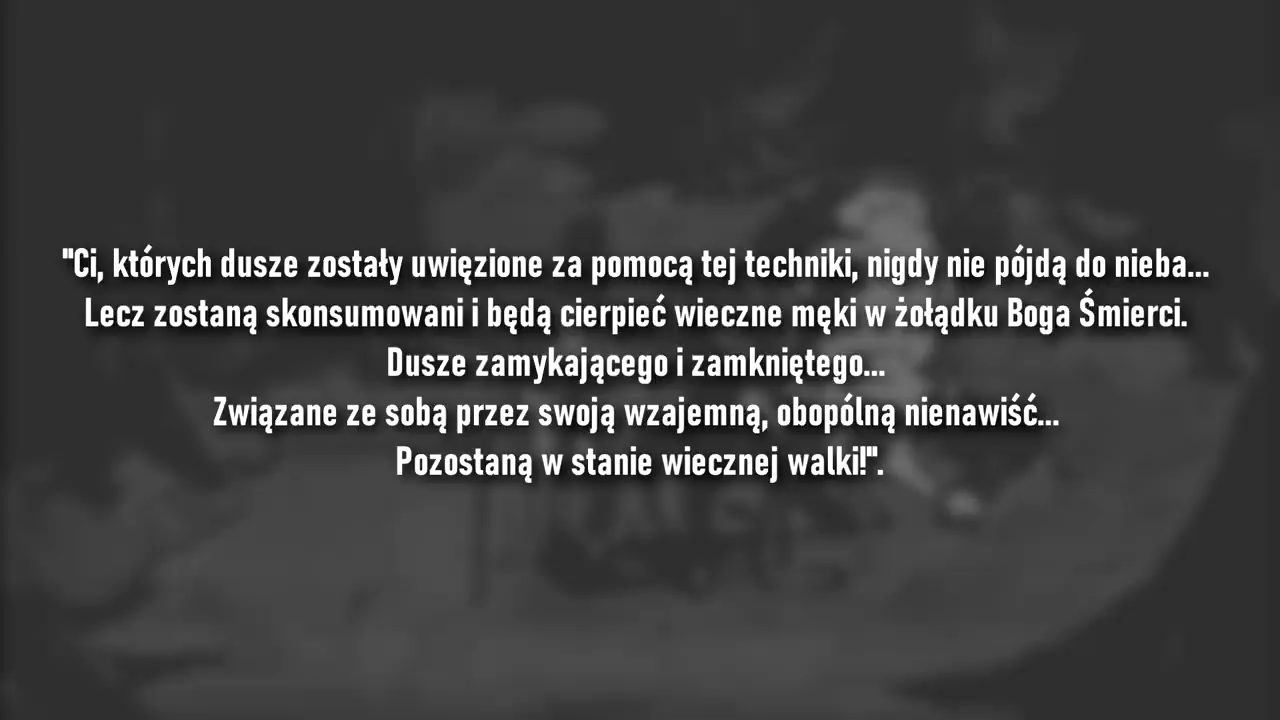 "Ci, których dusze zostały uwięzione za pomocą tej techniki, nigdy nie pójdą do nieba...
Lecz zostaną skonsumowani i będą cierpieć wieczne męki w żołądku Boga Śmierci.
Dusze zamykającego i zamkniętego...
Związane ze sobą przez swoją wzajemną, obopólną nienawiść...
Pozostaną w stanie wiecznej walki!".